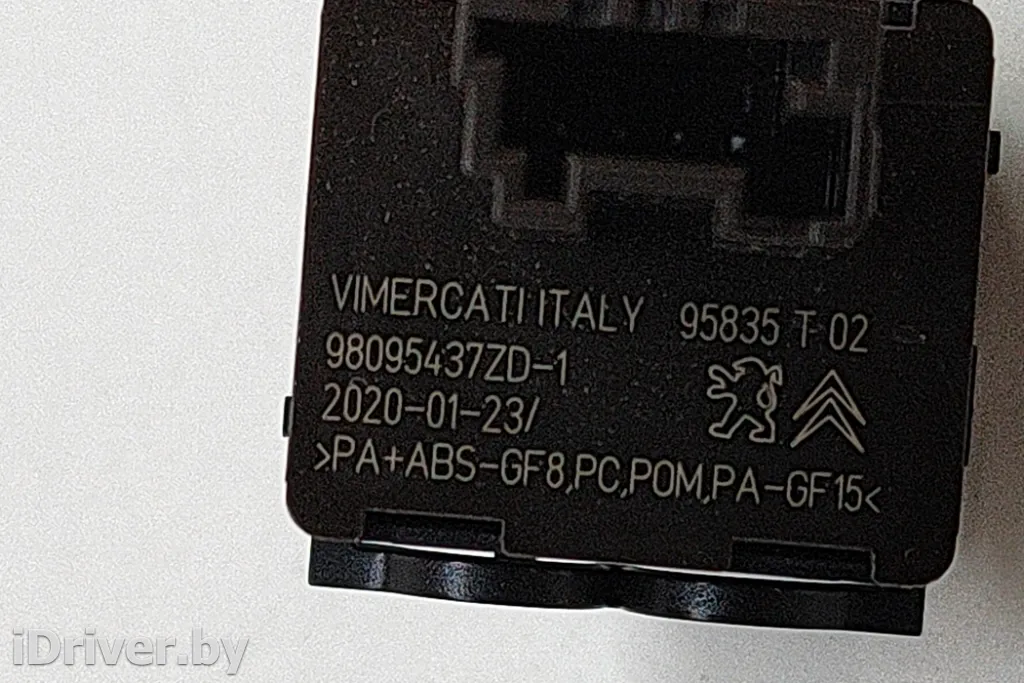 VIMERCATI ITALY 95835 T 02
98095437ZD-1
2020-01-23/
>PA+ABS-GF8,PC,POM,PA-GF15<
iDriver.by